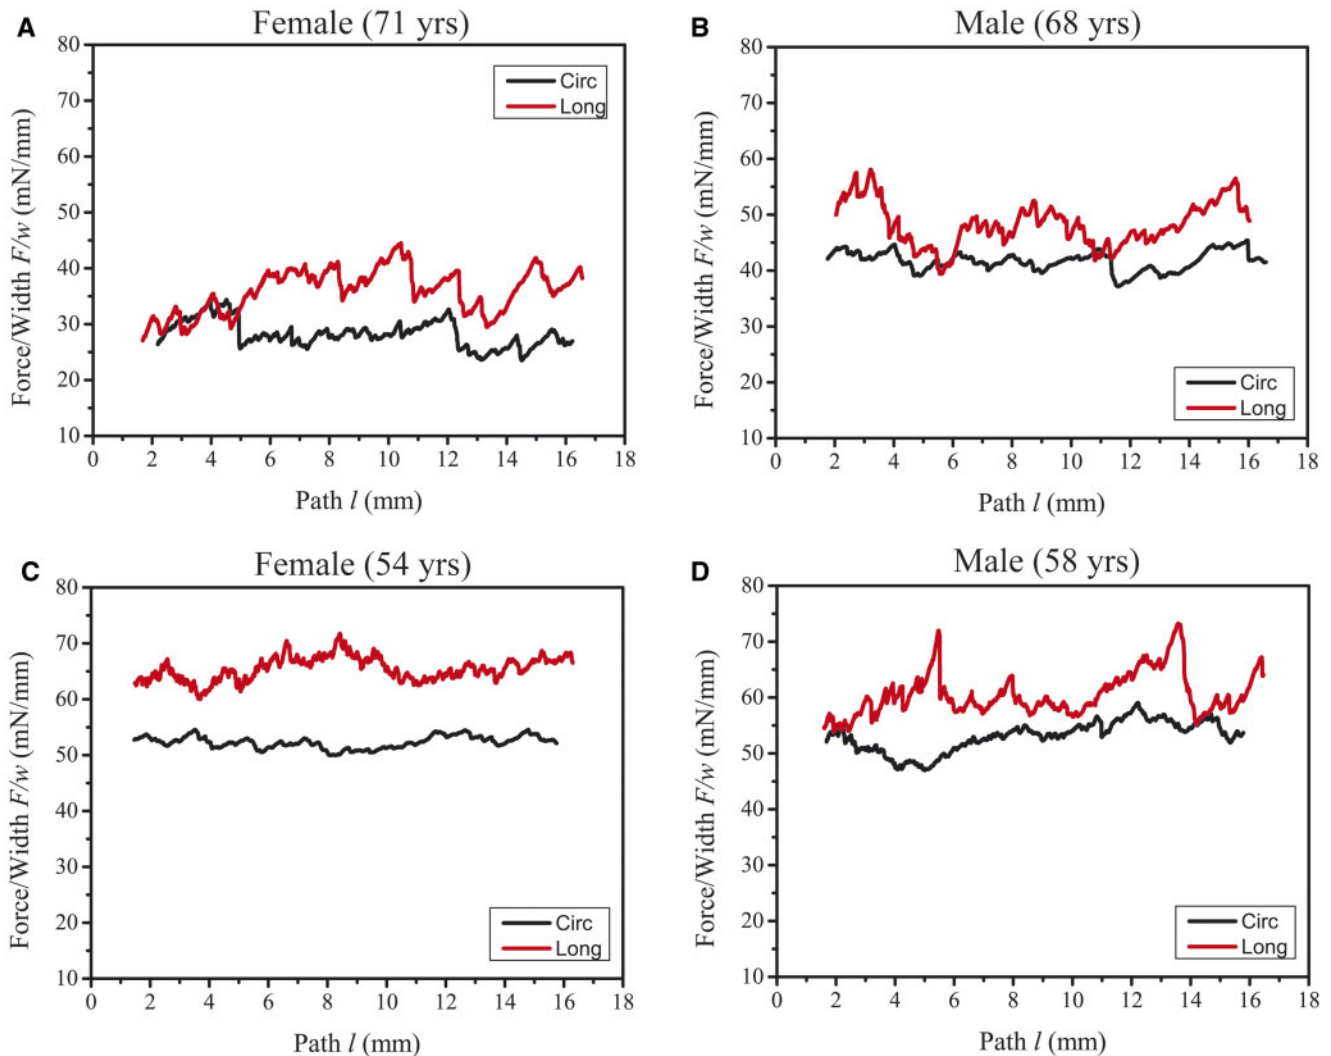 A
Female (71 yrs)
80
70
60
50
40
30
20
10
0 2 4 6 8 10 12 14 16 18
Force/Width F/w (mN/mm)
Path l (mm)
Circ
Long
B
Male (68 yrs)
80
70
60
50
40
30
20
10
0 2 4 6 8 10 12 14 16 18
Force/Width F/w (mN/mm)
Path l (mm)
Circ
Long
C
Female (54 yrs)
80
70
60
50
40
30
20
10
0 2 4 6 8 10 12 14 16 18
Force/Width F/w (mN/mm)
Path l (mm)
Circ
Long
D
Male (58 yrs)
80
70
60
50
40
30
20
10
0 2 4 6 8 10 12 14 16 18
Force/Width F/w (mN/mm)
Path l (mm)
Circ
Long